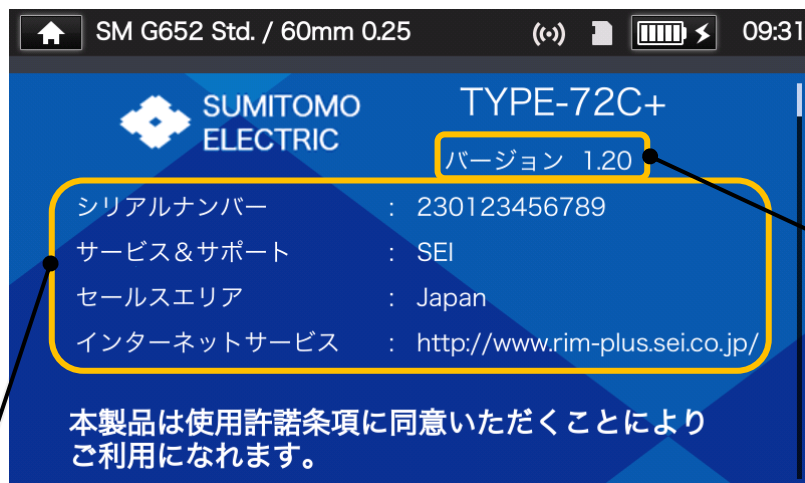 SM G652 Std. / 60mm 0.25 09:31
SUMITOMO
ELECTRIC
TYPE-72C+
バージョン 1.20
シリアルナンバー : 230123456789
サービス＆サポート : SEI
セールスエリア : Japan
インターネットサービス : http://www.rim-plus.sei.co.jp/
本製品は使用許諾条項に同意いただくことにより
ご利用になれます。